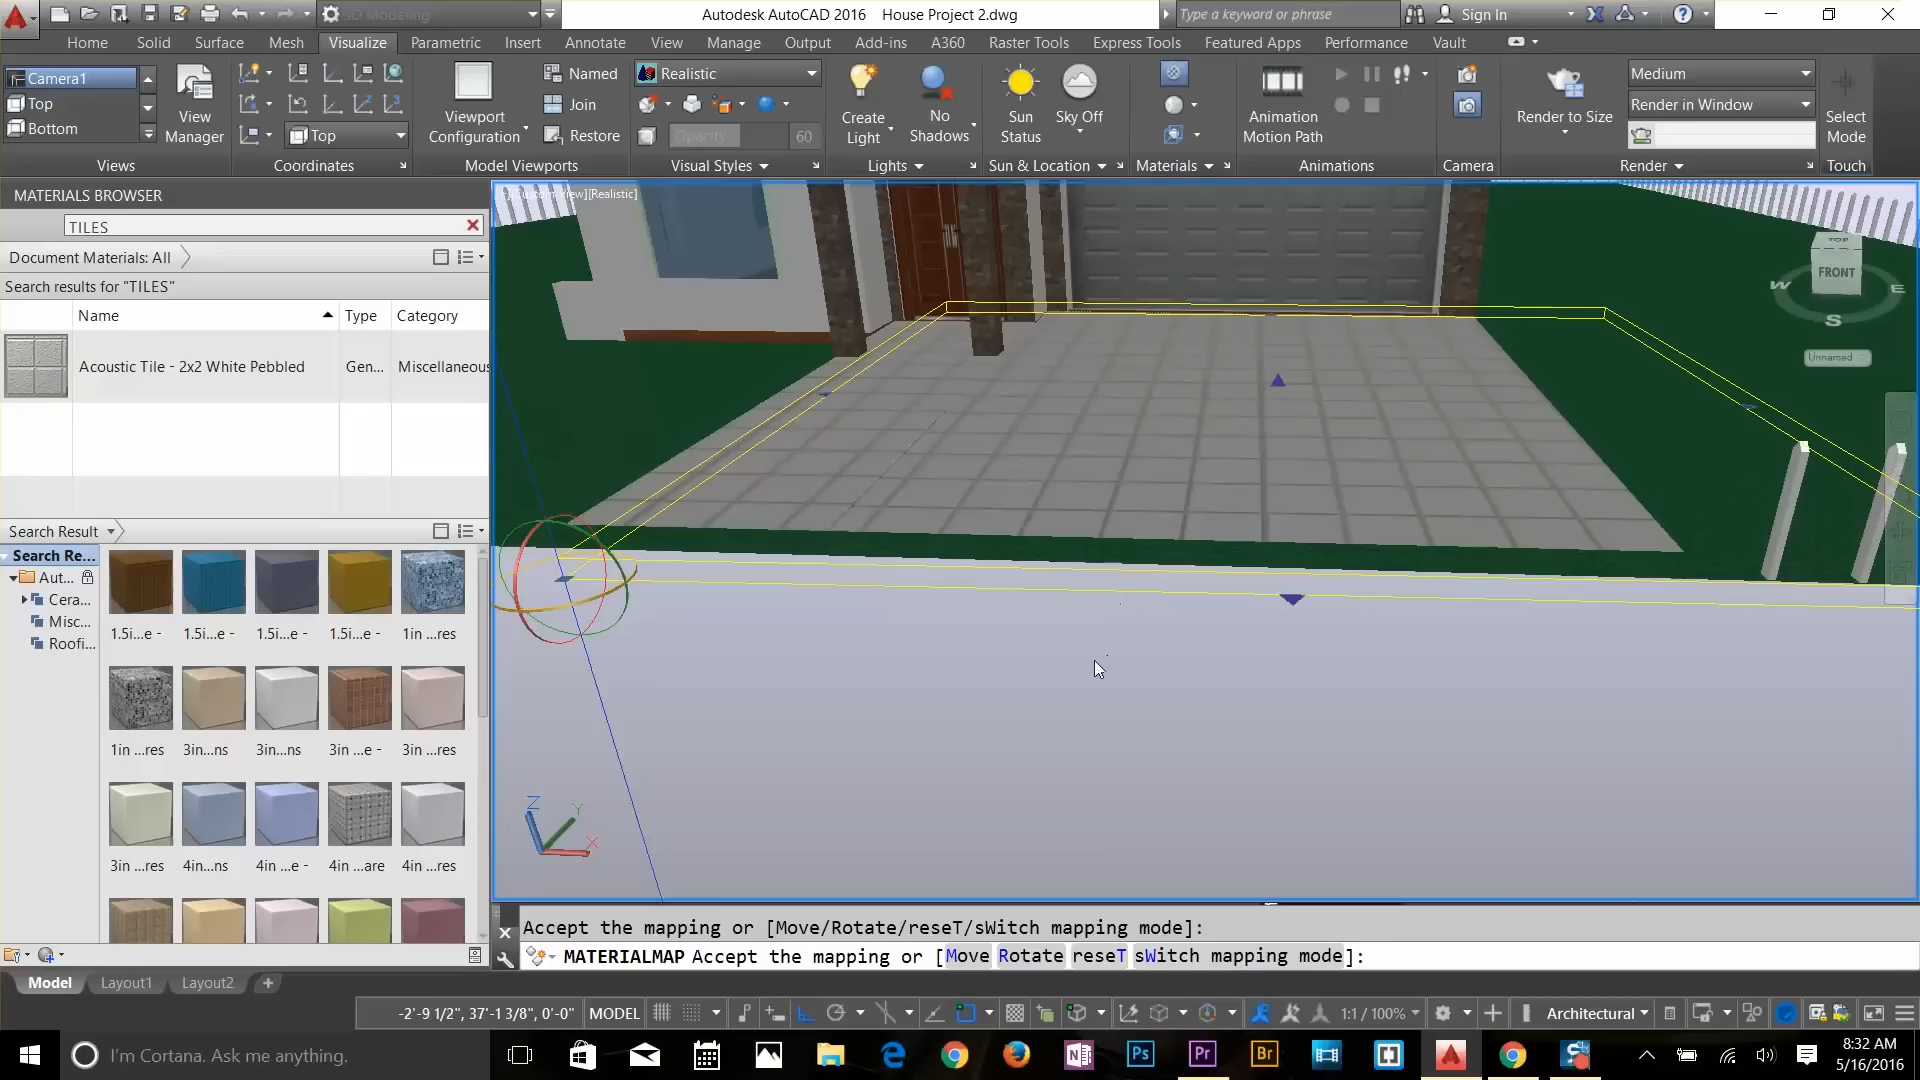 3D Modeling
Autodesk AutoCAD 2016 House Project 2.dwg
Type a keyword or phrase
Sign In
Home Solid Surface Mesh Visualize Parametric Insert Annotate View Manage Output Add-ins A360 Raster Tools Express Tools Featured Apps Performance Vault
Camera1
Top
Bottom
View
Manager
Top
Viewport
Configuration
Named
Join
Restore
Realistic
Opacity 60
Create
Light
No
Shadows
Sun
Status
Sky Off
Animation
Motion Path
Render to Size
Medium
Render in Window
Select
Mode
Views Coordinates Model Viewports Visual Styles Lights Sun & Location Materials Animations Camera Render Touch
MATERIALS BROWSER
TILES
Document Materials: All
Search results for "TILES"
Name Type Category
Acoustic Tile - 2x2 White Pebbled Gen... Miscellaneous
Search Result
Search Re...
Aut...
Cera...
Misc...
Roofi...
1.5i...e - 1.5i...e - 1.5i...e - 1.5i...e - 1in ...res
1in ...res 3in...ns 3in...ns 3in ...e - 3in ...res
3in ...res 4in...ns 4in ...e - 4in ...are 4in ...res
[Realistic]
TOP
FRONT
W
E
S
Unnamed
Z
Y
X
Accept the mapping or [Move/Rotate/reseT/sWitch mapping mode]:
MATERIALMAP Accept the mapping or [Move Rotate reseT sWitch mapping mode]:
Model Layout1 Layout2 +
-2'-9 1/2", 37'-1 3/8", 0'-0" MODEL 1:1 / 100% Architectural
I'm Cortana. Ask me anything.
N
Ps
Pr
Br
8:32 AM
5/16/2016